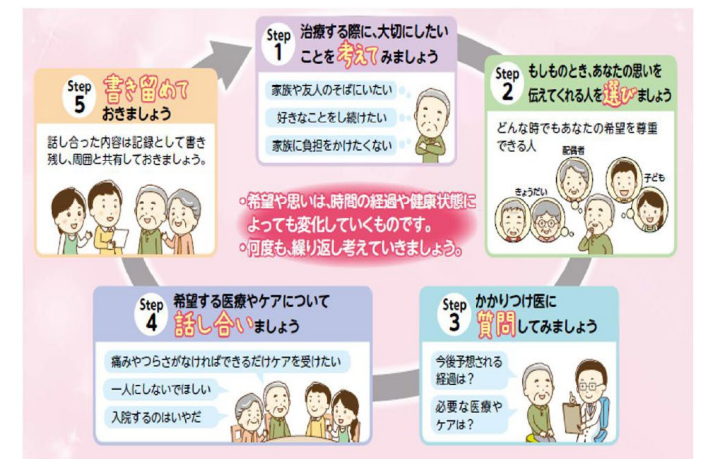 Step
1
治療する際に、大切にしたい
ことを考えてみましょう
家族や友人のそばにいたい
好きなことをし続けたい
家族に負担をかけたくない
Step
2
もしものとき、あなたの思いを
伝えてくれる人を選びましょう
どんな時でもあなたの希望を尊重
できる人
配偶者
子ども
きょうだい
Step
3
かかりつけ医に
質問してみましょう
今後予想される
経過は?
必要な医療や
ケアは?
Step
4
希望する医療やケアについて
話し合いましょう
痛みやつらさがなければできるだけケアを受けたい
一人にしないでほしい
入院するのはいやだ
Step
5
書き留めて
おきましょう
話し合った内容は記録として書き
残し、周囲と共有しておきましょう。
・希望や思いは、時間の経過や健康状態に
よっても変化していくものです。
・何度も、繰り返し考えていきましょう。